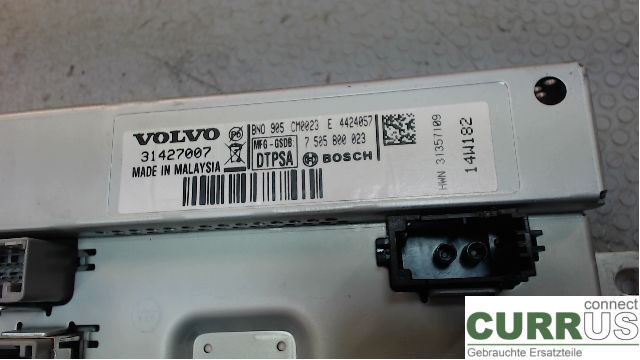 VOLVO
31427007
MADE IN MALAYSIA
BNO 905 CM0023 E 4424057
MFG-GSDB:
DTPSA
7 505 800 023
BOSCH
HWN 31357109
14W182
connect
CURRUS
Gebrauchte Ersatzteile